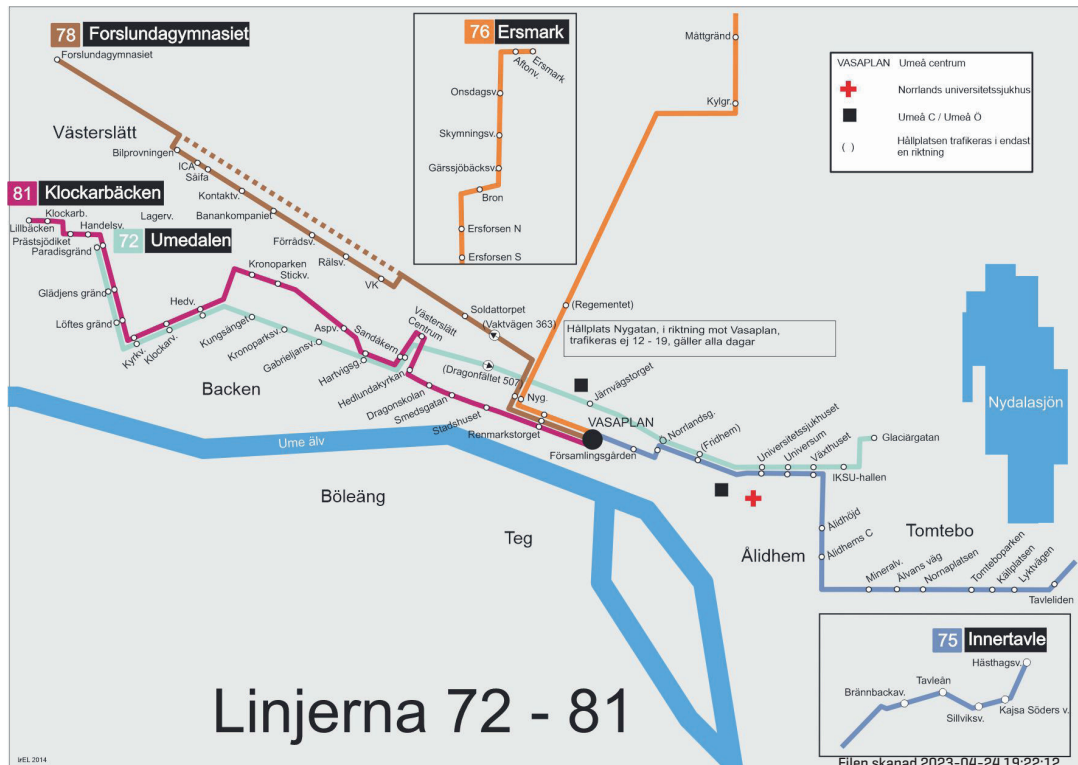 78 Forslundagymnasiet
Forslundagymnasiet
Västerslätt
Bilprovningen
ICA
Säifa
Kontaktv.
Banankompaniet
Förrådsv.
Rälsv.
VK
Soldattorpet
(Vaktvägen 363)
76 Ersmark
Ersmark
Aftonv.
Onsdagsv.
Skymningsv.
Gärssjöbäcksv.
Bron
Ersforsen N
Ersforsen S
Mättgränd
Kylgr.
(Regementet)
VASAPLAN Umeå centrum
Norrlands universitetssjukhus
Umeå C / Umeå Ö
( ) Hållplatsen trafikeras i endast
en riktning
81 Klockarbäcken
Klockarb.
Lillbäcken
Handelsv.
Prästsjödiket
Paradisgränd
Lagerv.
72 Umedalen
Glädjens gränd
Löftes gränd
Kyrkv.
Klockarv.
Hedv.
Kronoparken
Stickv.
Kungsänget
Kronoparksv.
Gabrieljansv.
Aspv.
Hartvigsg.
Sandåkern
Västerslätt
Centrum
Hedlundakyrkan
Dragonskolan
Smedsgatan
Stadshuset
Renmarkstorget
(Dragonfältet 507)
Hållplats Nygatan, i riktning mot Vasaplan,
trafikeras ej 12 - 19, gäller alla dagar
Nyg.
VASAPLAN
Järnvägstorget
Församlingsgården
Norrlandsg.
(Fridhem)
Universitetssjukhuset
Universum
Växthuset
IKSU-hallen
Glaciärgatan
Nydalasjön
Backen
Ume älv
Böleäng
Teg
Ålidhem
Tomtebo
Ålidhöjd
Ålidherns C
Mineralv.
Älvans väg
Nornaplatsen
Tomteboparken
Källplatsen
Lyktvägen
Tavleliden
75 Innertavle
Hästhagsv.
Tavleån
Brännbackav.
Sillviksv.
Kajsa Söders v.
Linjerna 72 - 81
Filen skanad 2023-04-24 19:22:12